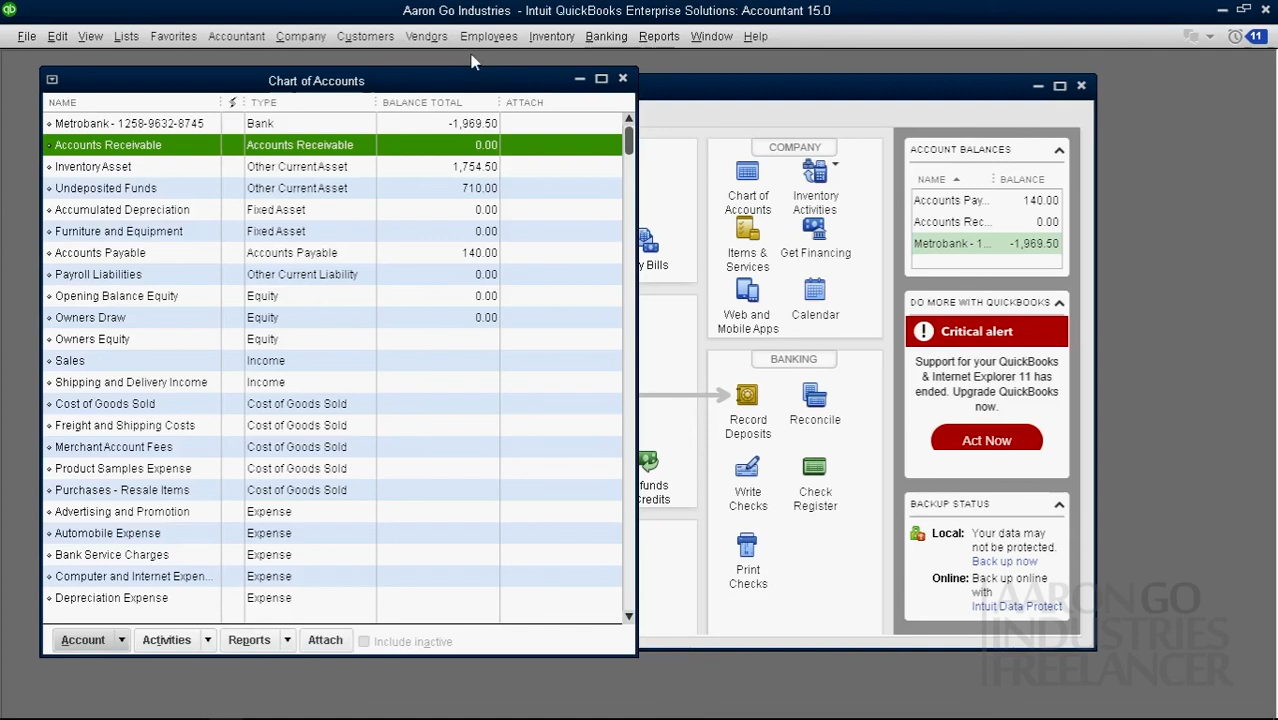 Aaron Go Industries - Intuit QuickBooks Enterprise Solutions: Accountant 15.0
File Edit View Lists Favorites Accountant Company Customers Vendors Employees Inventory Banking Reports Window Help
11
Chart of Accounts
NAME TYPE BALANCE TOTAL ATTACH
Metrobank - 1258-9632-8745 Bank -1,969.50
Accounts Receivable Accounts Receivable 0.00
Inventory Asset Other Current Asset 1,754.50
Undeposited Funds Other Current Asset 710.00
Accumulated Depreciation Fixed Asset 0.00
Furniture and Equipment Fixed Asset 0.00
Accounts Payable Accounts Payable 140.00
Payroll Liabilities Other Current Liability 0.00
Opening Balance Equity Equity 0.00
Owners Draw Equity 0.00
Owners Equity Equity
Sales Income
Shipping and Delivery Income Income
Cost of Goods Sold Cost of Goods Sold
Freight and Shipping Costs Cost of Goods Sold
Merchant Account Fees Cost of Goods Sold
Product Samples Expense Cost of Goods Sold
Purchases - Resale Items Cost of Goods Sold
Advertising and Promotion Expense
Automobile Expense Expense
Bank Service Charges Expense
Computer and Internet Expen... Expense
Depreciation Expense Expense
Account Activities Reports Attach Include inactive
y Bills
funds
Credits
COMPANY
Chart of
Accounts
Inventory
Activities
Items &
Services
Get Financing
Web and
Mobile Apps
Calendar
BANKING
Record
Deposits
Reconcile
Write
Checks
Check
Register
Print
Checks
ACCOUNT BALANCES
NAME BALANCE
Accounts Pay... 140.00
Accounts Rec... 0.00
Metrobank - 1... -1,969.50
DO MORE WITH QUICKBOOKS
Critical alert
Support for your QuickBooks
& Internet Explorer 11 has
ended. Upgrade QuickBooks
now.
Act Now
BACKUP STATUS
Local: Your data may
not be protected.
Back up now
Online: Back up online
with
Intuit Data Protect
AARON GO
INDUSTRIES
FREELANCER